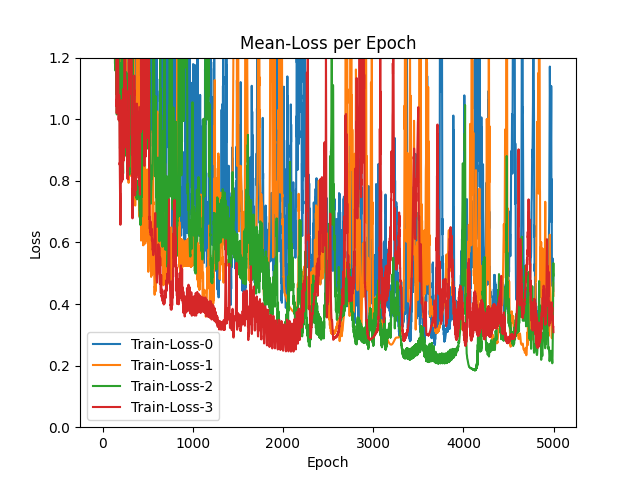 Mean-Loss per Epoch
1.2
1.0
0.8
0.6
0.4
0.2
0.0
Loss
Train-Loss-0
Train-Loss-1
Train-Loss-2
Train-Loss-3
0 1000 2000 3000 4000 5000
Epoch